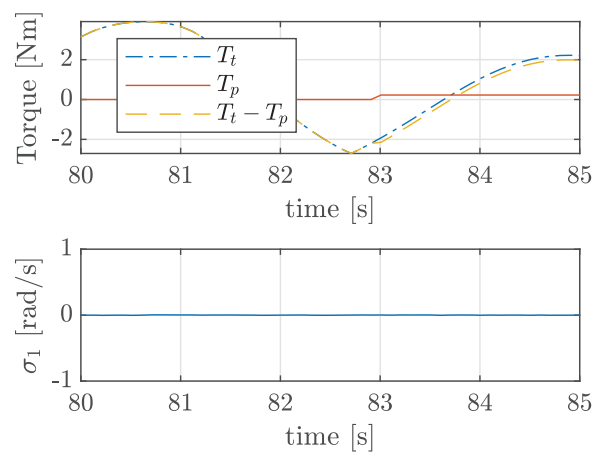 Torque [Nm]
2
0
-2
T_t
T_p
T_t − T_p
80 81 82 83 84 85
time [s]
σ_1 [rad/s]
1
0
-1
80 81 82 83 84 85
time [s]